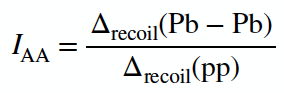 I_AA = Δ_recoil(Pb − Pb) / Δ_recoil(pp)